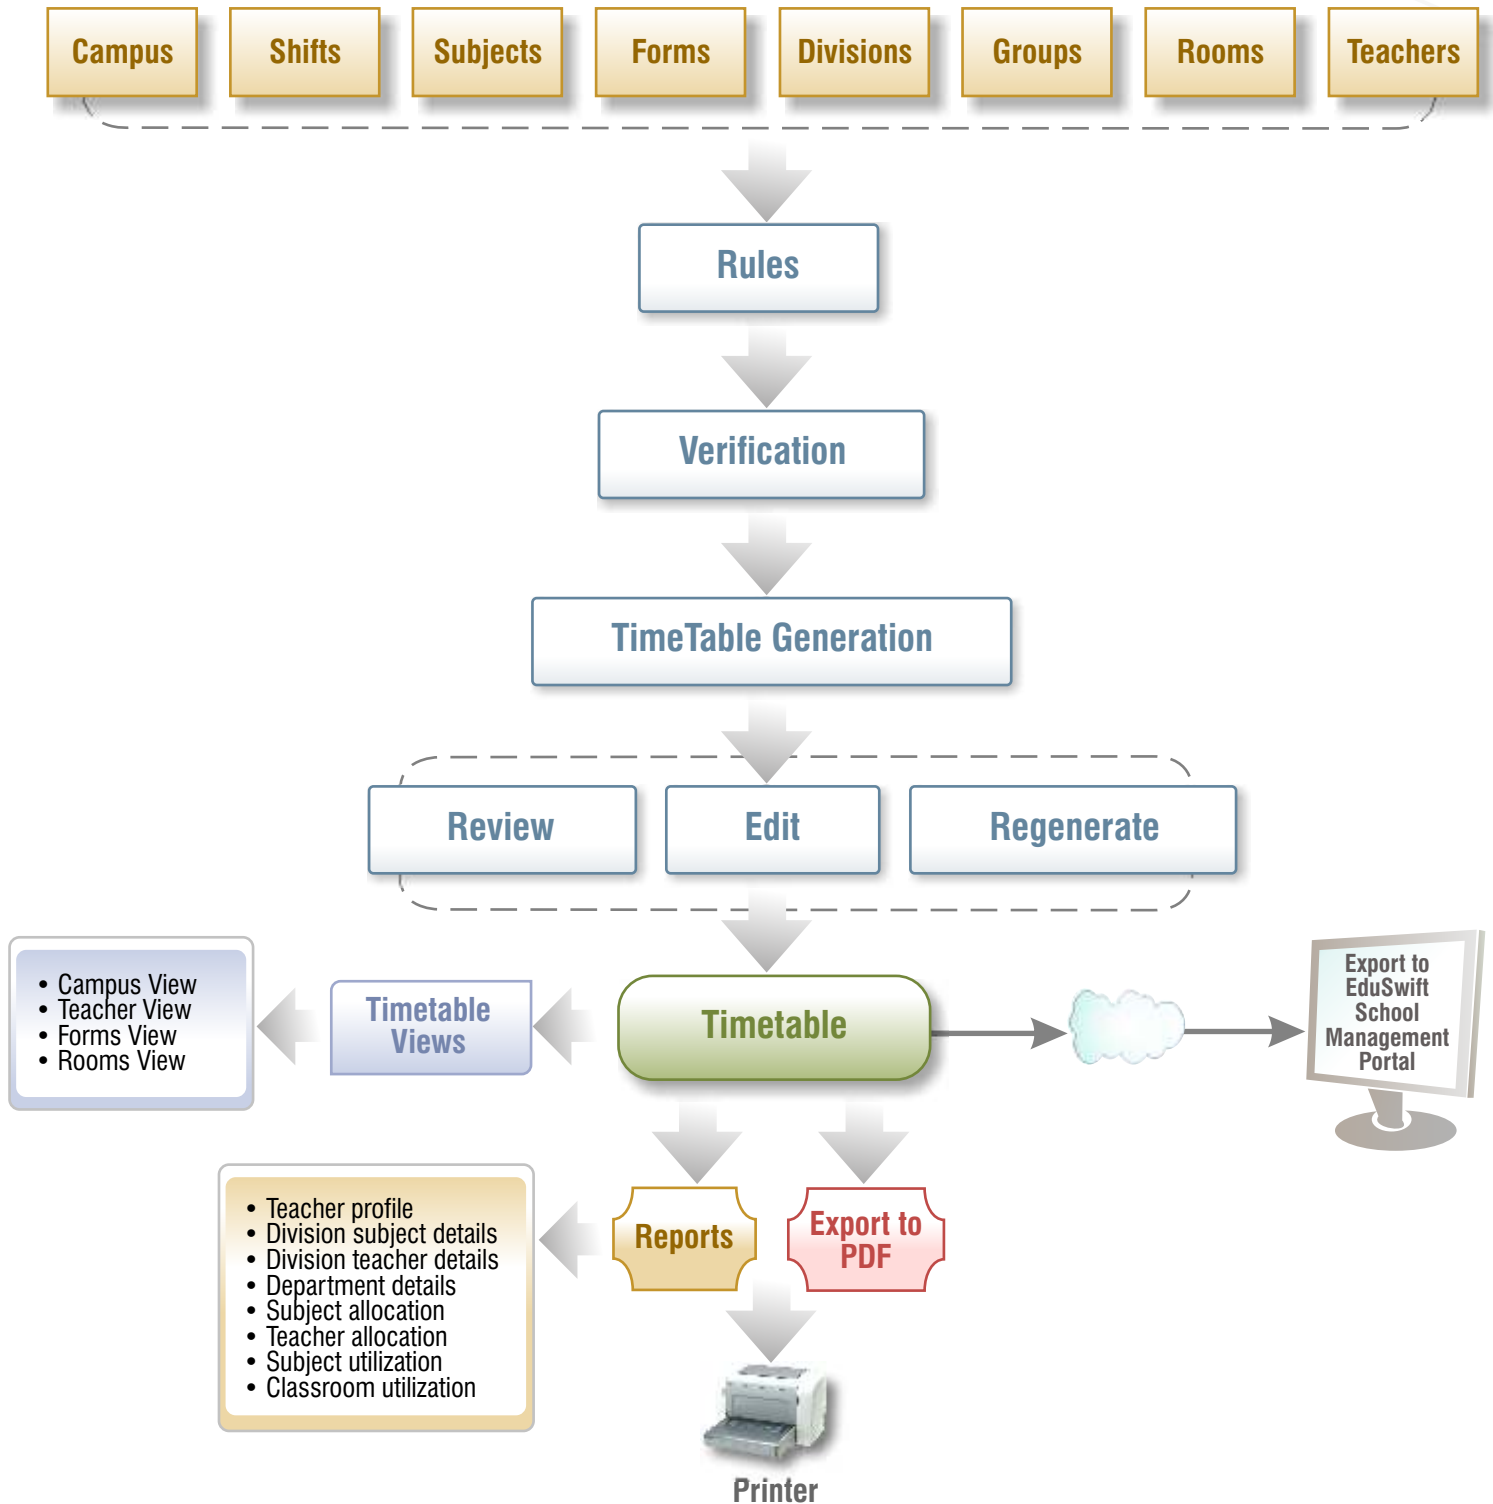 Campus
Shifts
Subjects
Forms
Divisions
Groups
Rooms
Teachers
Rules
Verification
TimeTable Generation
Review
Edit
Regenerate
• Campus View
• Teacher View
• Forms View
• Rooms View
Timetable
Views
Timetable
Export to
EduSwift
School
Management
Portal
• Teacher profile
• Division subject details
• Division teacher details
• Department details
• Subject allocation
• Teacher allocation
• Subject utilization
• Classroom utilization
Reports
Export to
PDF
Printer